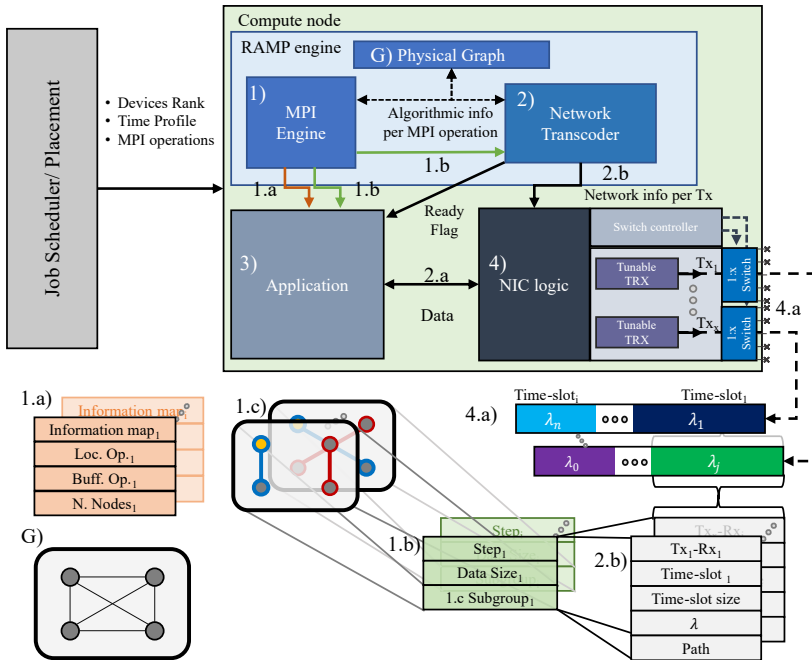 Compute node
RAMP engine
G) Physical Graph
Job Scheduler/ Placement
• Devices Rank
• Time Profile
• MPI operations
1)
MPI
Engine
Algorithmic info
per MPI operation
2)
Network
Transcoder
1.b
1.a
1.b
2.b
Ready
Flag
Network info per Tx
3)
Application
2.a
Data
4)
NIC logic
Switch controller
Tunable
TRX
Tx1
1:x
Switch
Tunable
TRX
Txx
1:x
Switch
4.a
1.a)
Information mapi
Information map1
Loc. Op.1
Buff. Op.1
N. Nodes1
1.c)
4.a)
Time-sloti
Time-slot1
λn
λ1
λ0
λj
G)
1.b)
Stepi
Step1
Data Size1
1.c Subgroup1
2.b)
Tx1-Rx1
Time-slot 1
Time-slot size
λ
Path